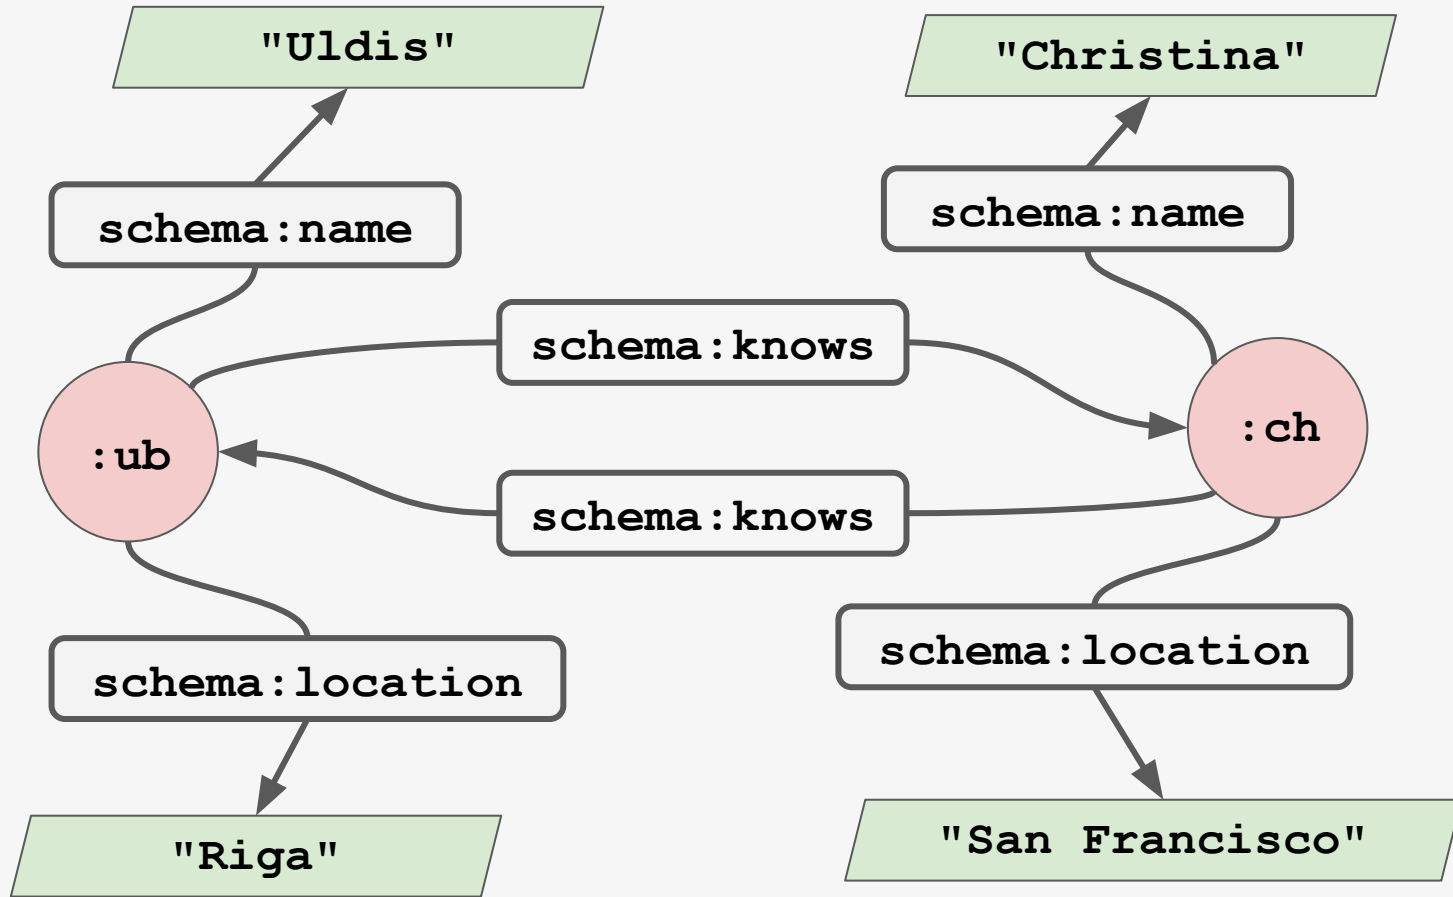 "Uldis"
"Christina"
schema:name
schema:name
schema:knows
:ub
:ch
schema:knows
schema:location
schema:location
"Riga"
"San Francisco"